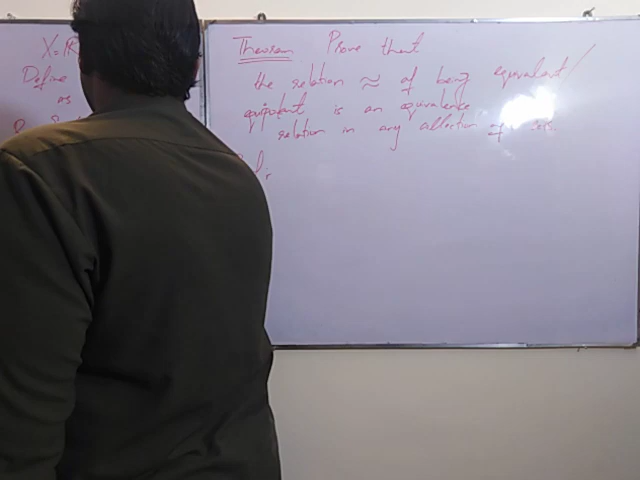 X = R
Define
as
Theorem Prove that
the relation ≈ of being equivalent/
equipotent is an equivalence
relation in any collection of sets.